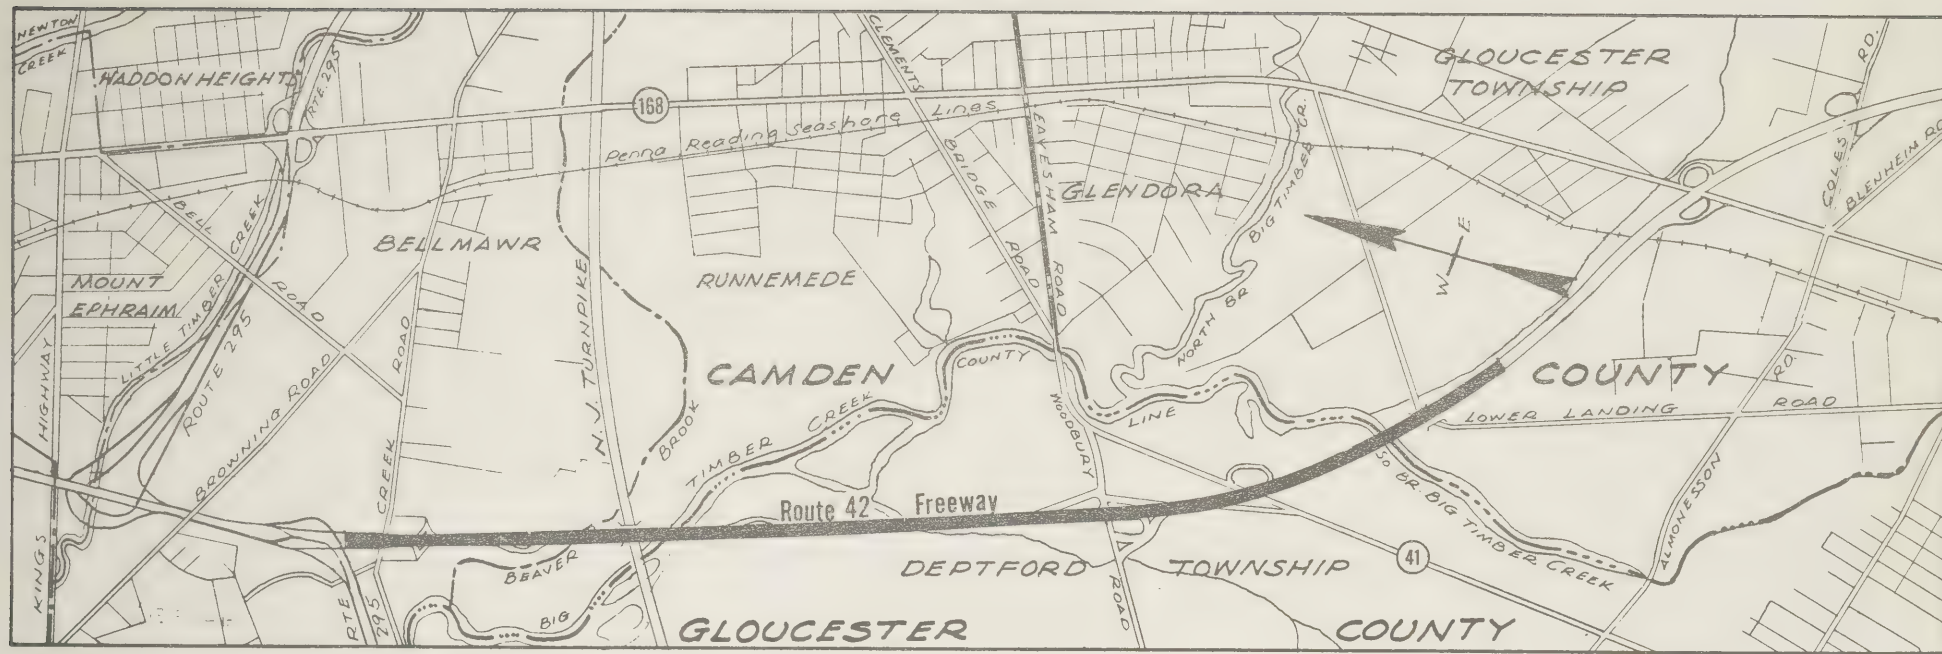 NEWTON
CREEK
HADDON HEIGHTS
RTE. 295
168
CLEMENTS
BRIDGE
ROAD
Penna Reading Seashore Lines
EAVESHAM
ROAD
GLOUCESTER
TOWNSHIP
COLES
RD.
BLENHEIM RD
GLENDORA
BIG TIMBER CR.
NORTH BR
E
W
BELL
ROAD
BELLMAWR
LITTLE TIMBER CREEK
MOUNT
EPHRAIM
RUNNEMEDE
N. J. TURNPIKE
ROUTE 295
BROWNING ROAD
KINGS
HIGHWAY
CREEK
ROAD
CAMDEN
COUNTY
COUNTY
LINE
BIG
TIMBER
CREEK
BEAVER
BROOK
WOODBURY
ROAD
LOWER LANDING
ROAD
ALMONESSON
RD.
SO BR. BIG TIMBER CREEK
Route 42 Freeway
41
DEPTFORD TOWNSHIP
RTE
295
GLOUCESTER
COUNTY